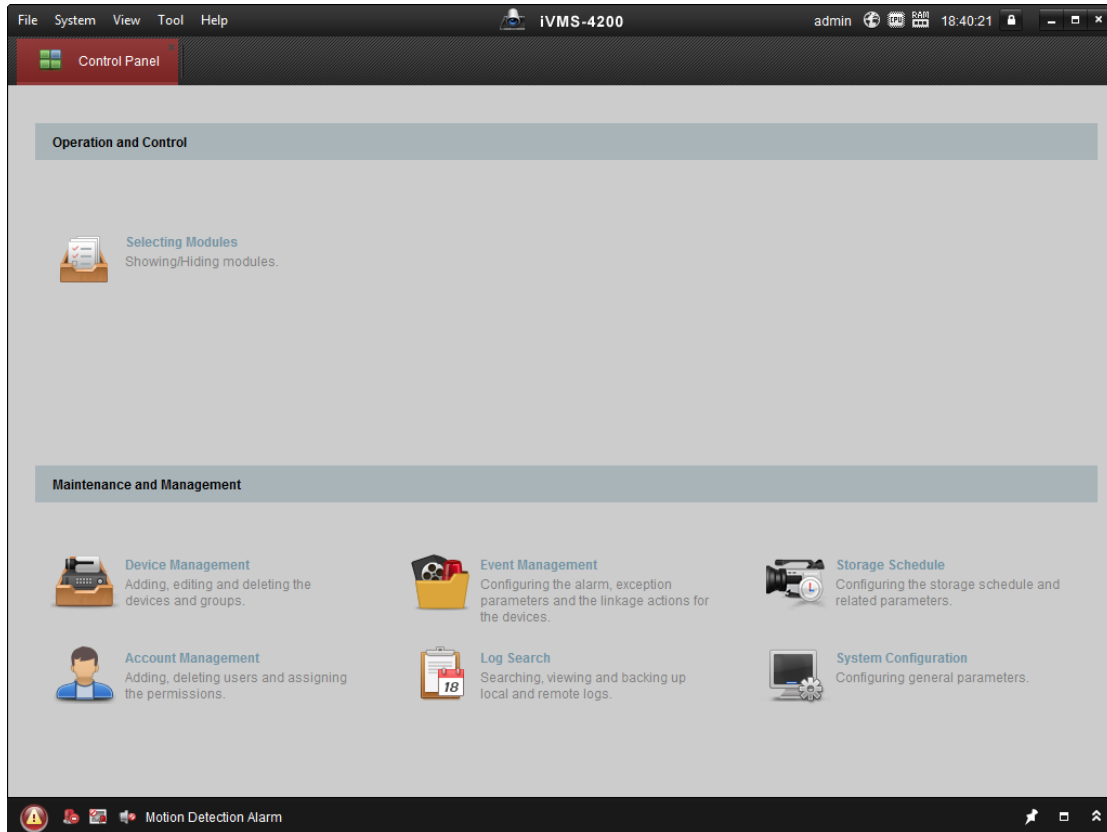 File System View Tool Help iVMS-4200 admin CPU RAM 18:40:21
Control Panel
Operation and Control
Selecting Modules
Showing/Hiding modules.
Maintenance and Management
Device Management
Adding, editing and deleting the
devices and groups.
Event Management
Configuring the alarm, exception
parameters and the linkage actions for
the devices.
Storage Schedule
Configuring the storage schedule and
related parameters.
Account Management
Adding, deleting users and assigning
the permissions.
18
Log Search
Searching, viewing and backing up
local and remote logs.
System Configuration
Configuring general parameters.
Motion Detection Alarm